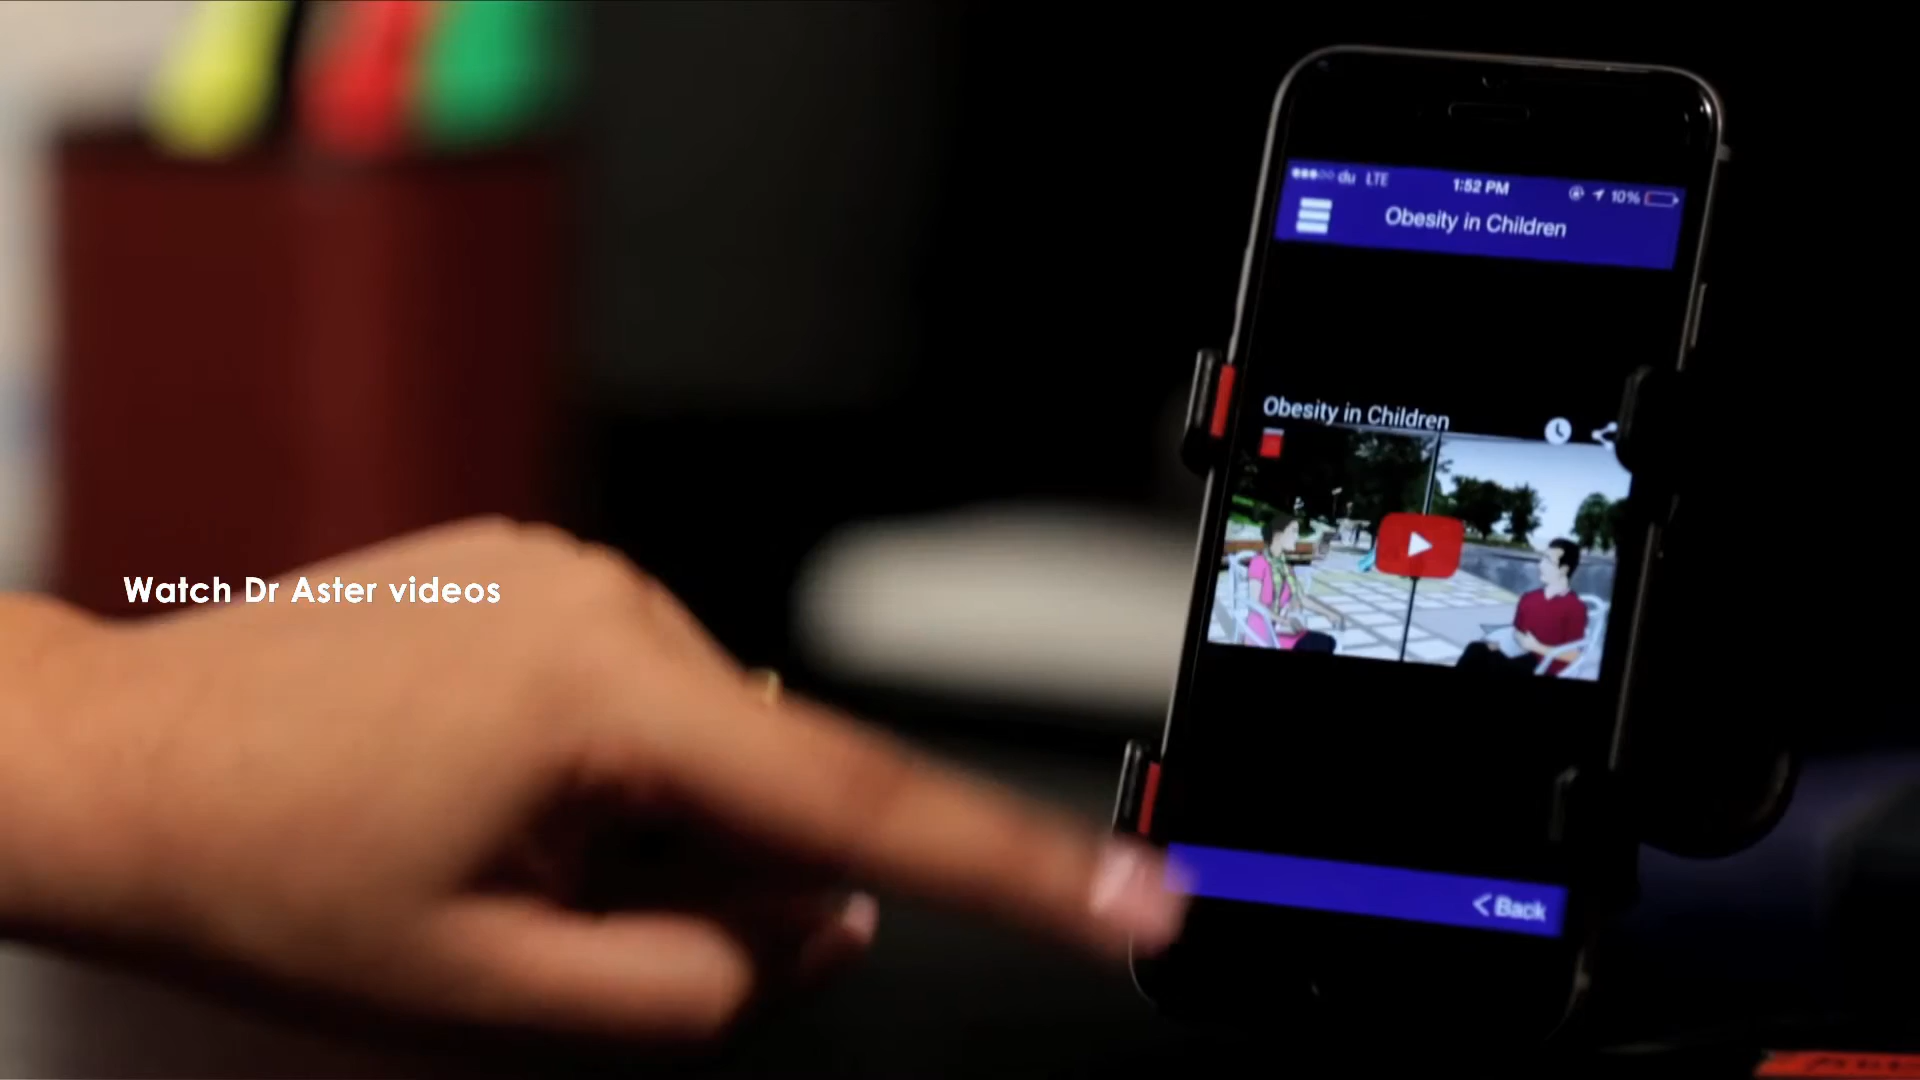 du LTE 1:52 PM 10%
Obesity in Children
Obesity in Children
Watch Dr Aster videos
Back